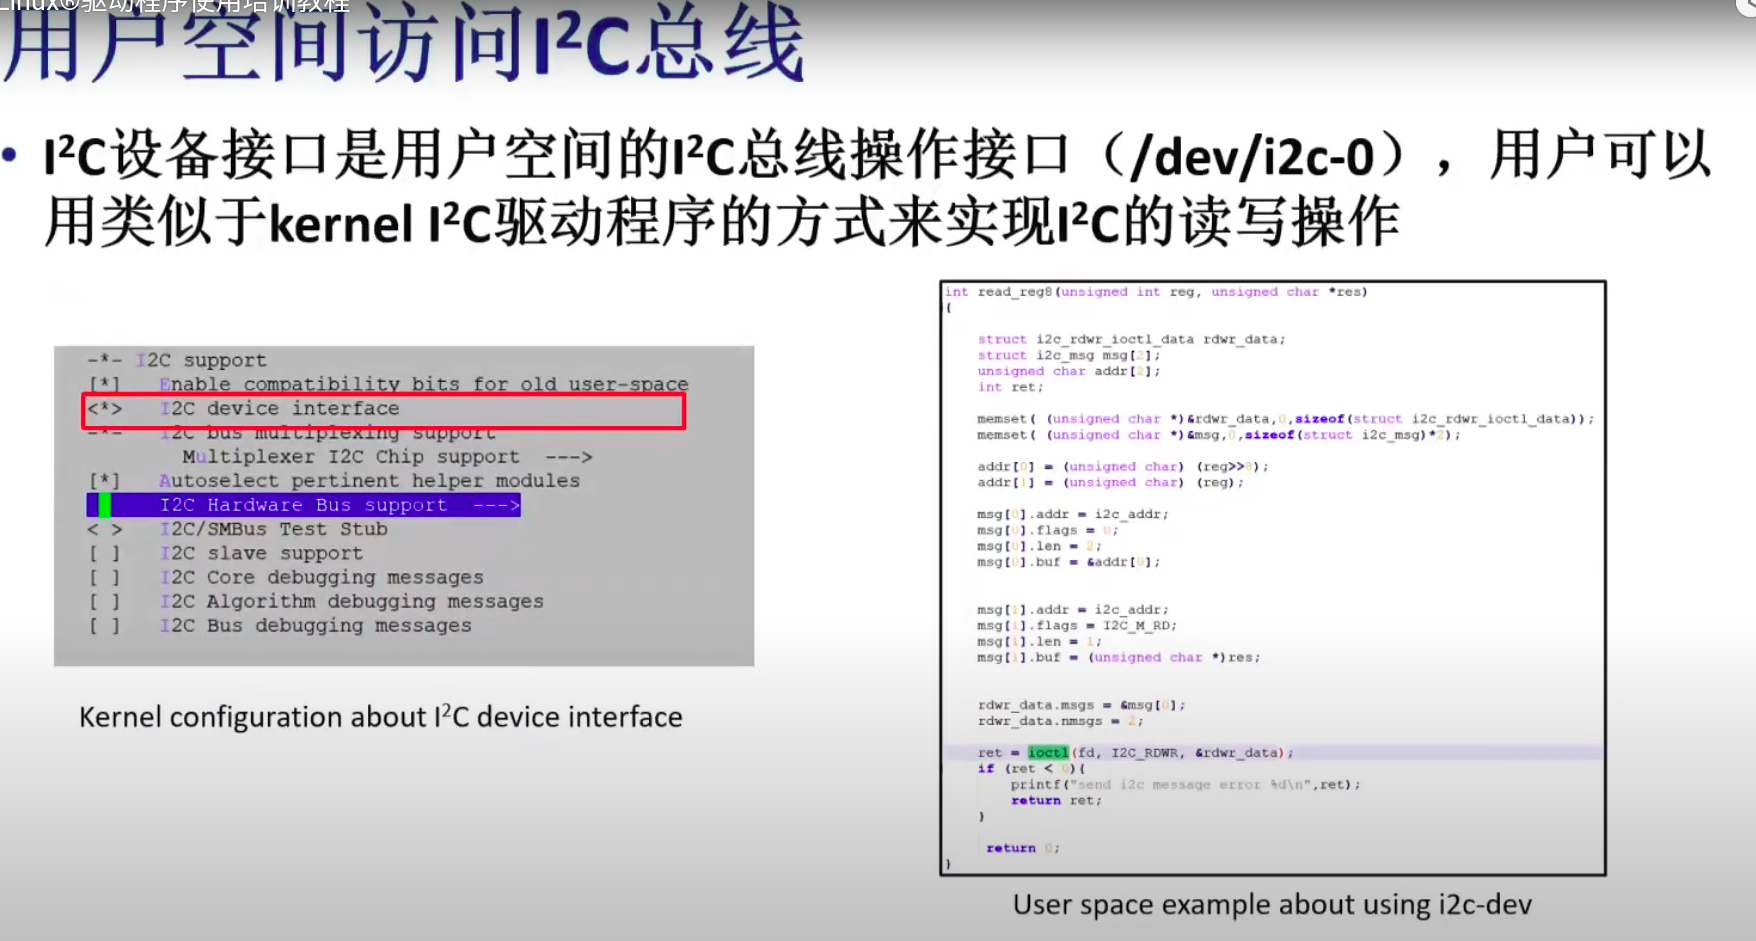 Linux®驱动程序使用培训教程
用户空间访问I²C总线
• I²C设备接口是用户空间的I²C总线操作接口（/dev/i2c-0），用户可以
用类似于kernel I²C驱动程序的方式来实现I²C的读写操作
-*- I2C support
[*] Enable compatibility bits for old user-space
<*> I2C device interface
-*- I2C bus multiplexing support
Multiplexer I2C Chip support --->
[*] Autoselect pertinent helper modules
I2C Hardware Bus support --->
< > I2C/SMBus Test Stub
[ ] I2C slave support
[ ] I2C Core debugging messages
[ ] I2C Algorithm debugging messages
[ ] I2C Bus debugging messages
Kernel configuration about I²C device interface
int read_reg8(unsigned int reg, unsigned char *res)
{
struct i2c_rdwr_ioctl_data rdwr_data;
struct i2c_msg msg[2];
unsigned char addr[2];
int ret;
memset( (unsigned char *)&rdwr_data,0,sizeof(struct i2c_rdwr_ioctl_data));
memset( (unsigned char *)&msg,0,sizeof(struct i2c_msg)*2);
addr[0] = (unsigned char) (reg>>8);
addr[1] = (unsigned char) (reg);
msg[0].addr = i2c_addr;
msg[0].flags = 0;
msg[0].len = 2;
msg[0].buf = &addr[0];
msg[1].addr = i2c_addr;
msg[1].flags = I2C_M_RD;
msg[1].len = 1;
msg[1].buf = (unsigned char *)res;
rdwr_data.msgs = &msg[0];
rdwr_data.nmsgs = 2;
ret = ioctl(fd, I2C_RDWR, &rdwr_data);
if (ret < 0){
printf("send i2c message error %d\n",ret);
return ret;
}
return 0;
}
User space example about using i2c-dev